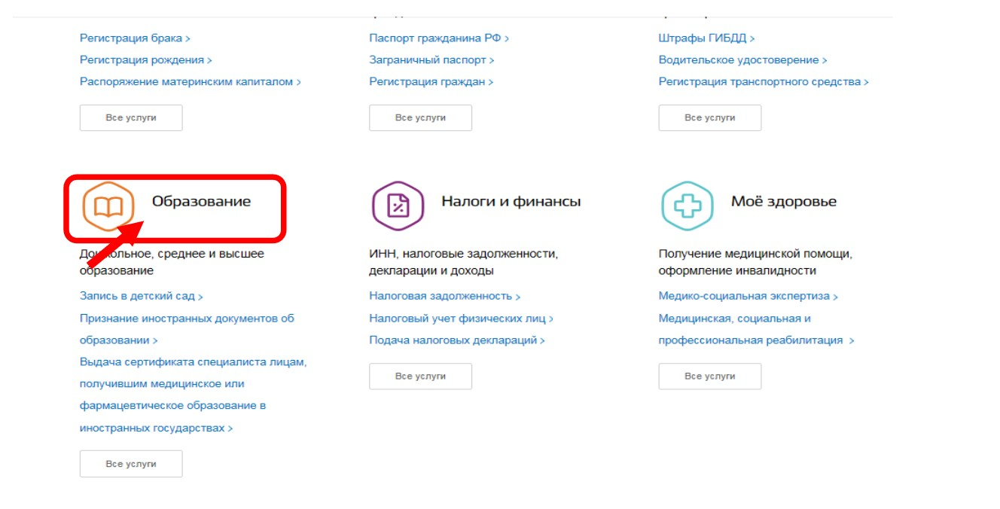 Регистрация брака >
Регистрация рождения >
Распоряжение материнским капиталом >
Все услуги
Паспорт гражданина РФ >
Заграничный паспорт >
Регистрация граждан >
Все услуги
Штрафы ГИБДД >
Водительское удостоверение >
Регистрация транспортного средства >
Все услуги
Образование
Дошкольное, среднее и высшее
образование
Запись в детский сад >
Признание иностранных документов об
образовании >
Выдача сертификата специалиста лицам,
получившим медицинское или
фармацевтическое образование в
иностранных государствах >
Все услуги
Налоги и финансы
ИНН, налоговые задолженности,
декларации и доходы
Налоговая задолженность >
Налоговый учет физических лиц >
Подача налоговых деклараций >
Все услуги
Моё здоровье
Получение медицинской помощи,
оформление инвалидности
Медико-социальная экспертиза >
Медицинская, социальная и
профессиональная реабилитация >
Все услуги